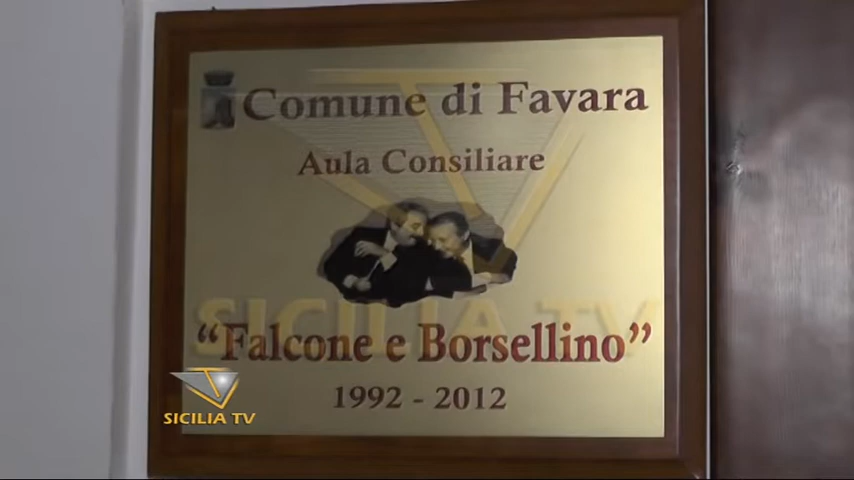 Comune di Favara
Aula Consiliare
SICILIA TV
"Falcone e Borsellino"
1992 - 2012
SICILIA TV